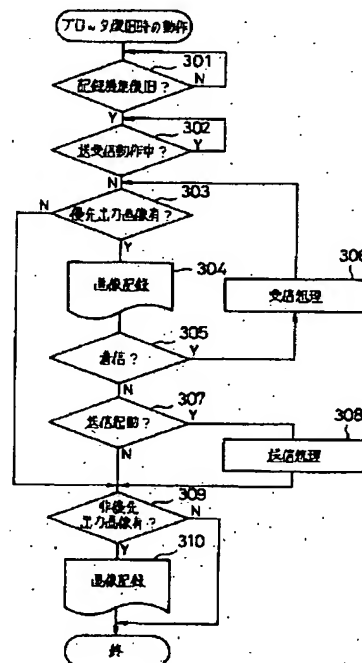 プロッタ復旧時の動作
301
記録機能復旧?
N
Y
302
送受信動作中?
Y
N
303
N
優先出力画像有?
Y
304
画像記録
306
受信処理
305
着信?
Y
N
307
送信起動?
Y
N
308
送信処理
309
非優先
出力画像有?
N
Y
310
画像記録
終